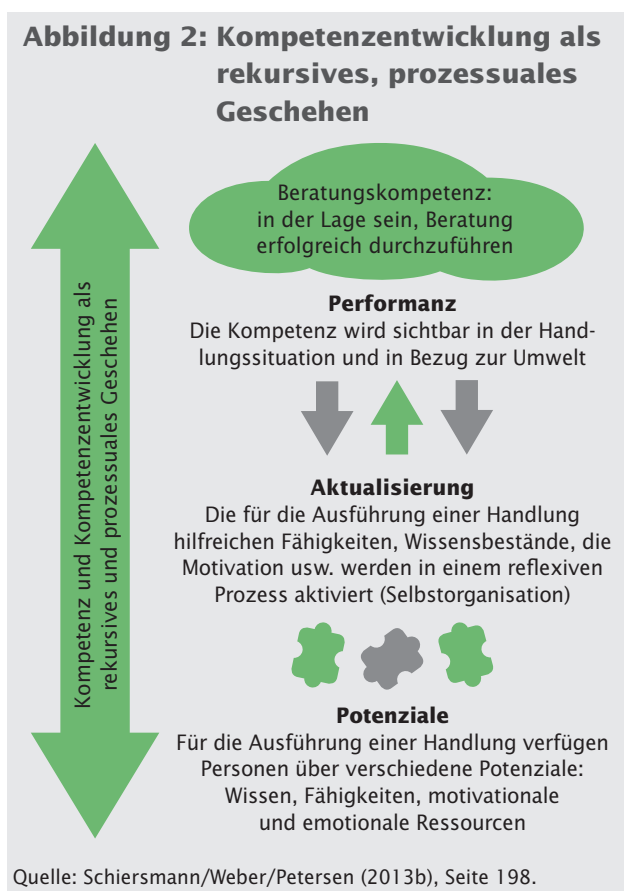 Abbildung 2: Kompetenzentwicklung als
rekursives, prozessuales
Geschehen
Kompetenz und Kompetenzentwicklung als
rekursives und prozessuales Geschehen
Beratungskompetenz:
in der Lage sein, Beratung
erfolgreich durchzuführen
Performanz
Die Kompetenz wird sichtbar in der Hand-
lungssituation und in Bezug zur Umwelt
Aktualisierung
Die für die Ausführung einer Handlung
hilfreichen Fähigkeiten, Wissensbestände, die
Motivation usw. werden in einem reflexiven
Prozess aktiviert (Selbstorganisation)
Potenziale
Für die Ausführung einer Handlung verfügen
Personen über verschiedene Potenziale:
Wissen, Fähigkeiten, motivationale
und emotionale Ressourcen
Quelle: Schiersmann/Weber/Petersen (2013b), Seite 198.